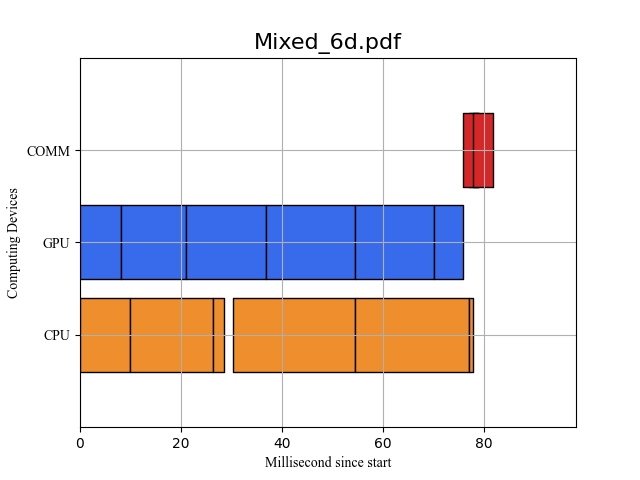 Mixed_6d.pdf
Computing Devices
COMM
GPU
CPU
0 20 40 60 80
Millisecond since start